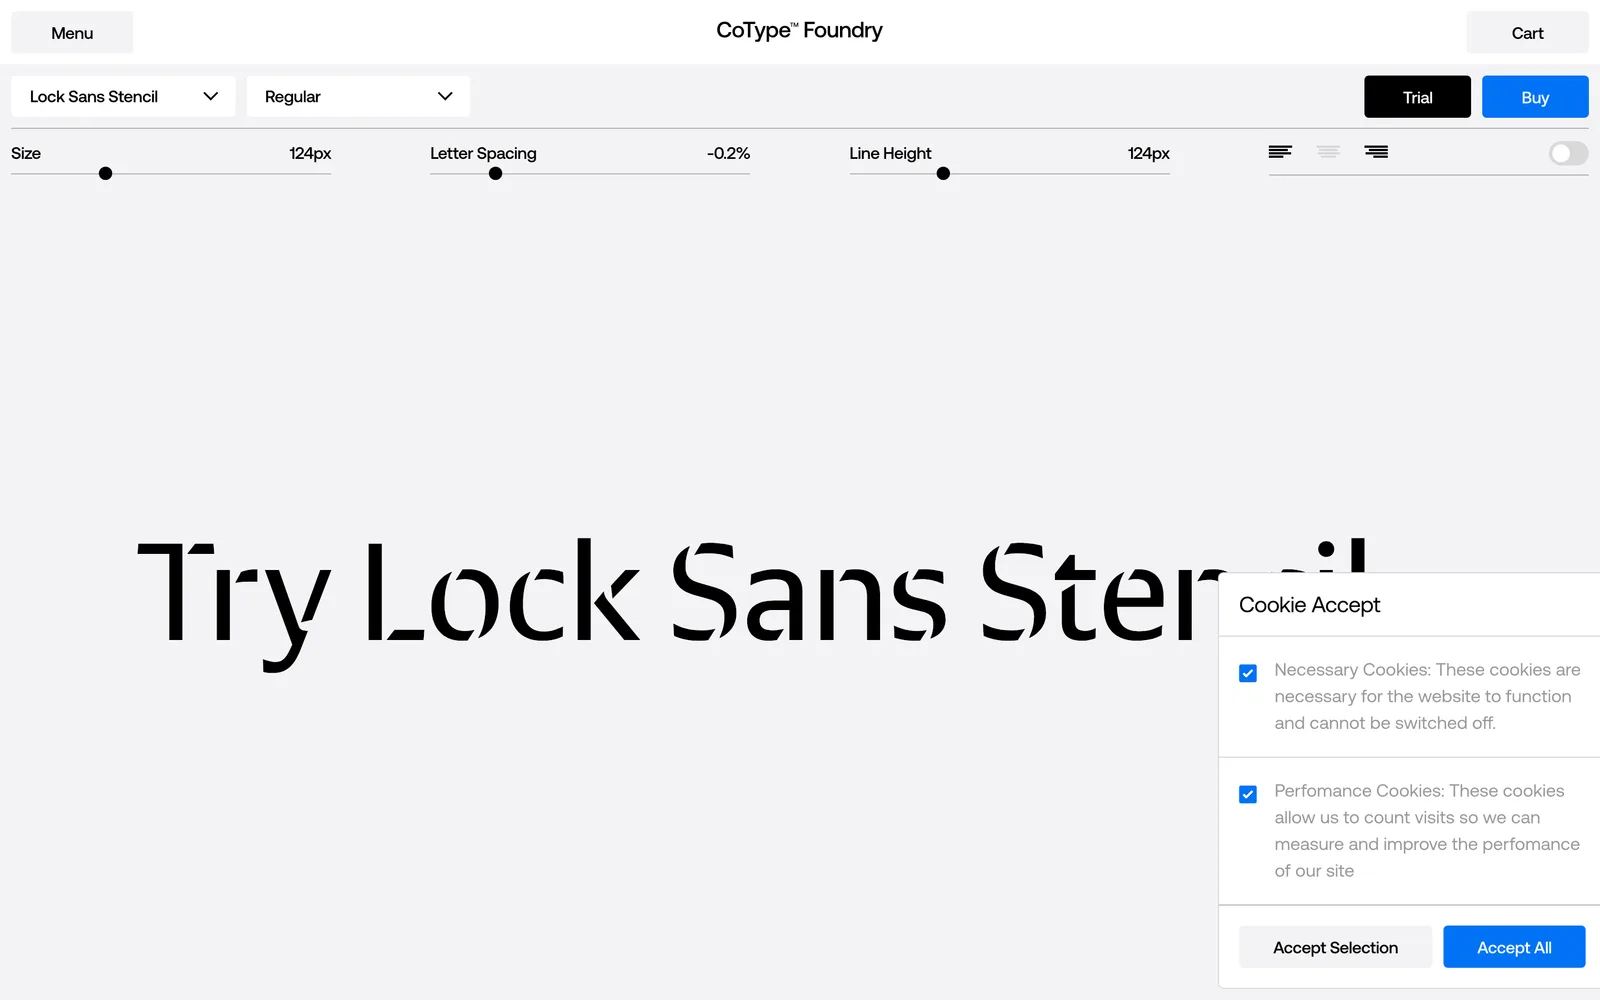 Menu
CoType™ Foundry
Cart
Lock Sans Stencil
Regular
Trial
Buy
Size
124px
Letter Spacing
-0.2%
Line Height
124px
Try Lock Sans Stencil
Cookie Accept
Necessary Cookies: These cookies are
necessary for the website to function
and cannot be switched off.
Perfomance Cookies: These cookies
allow us to count visits so we can
measure and improve the perfomance
of our site
Accept Selection
Accept All